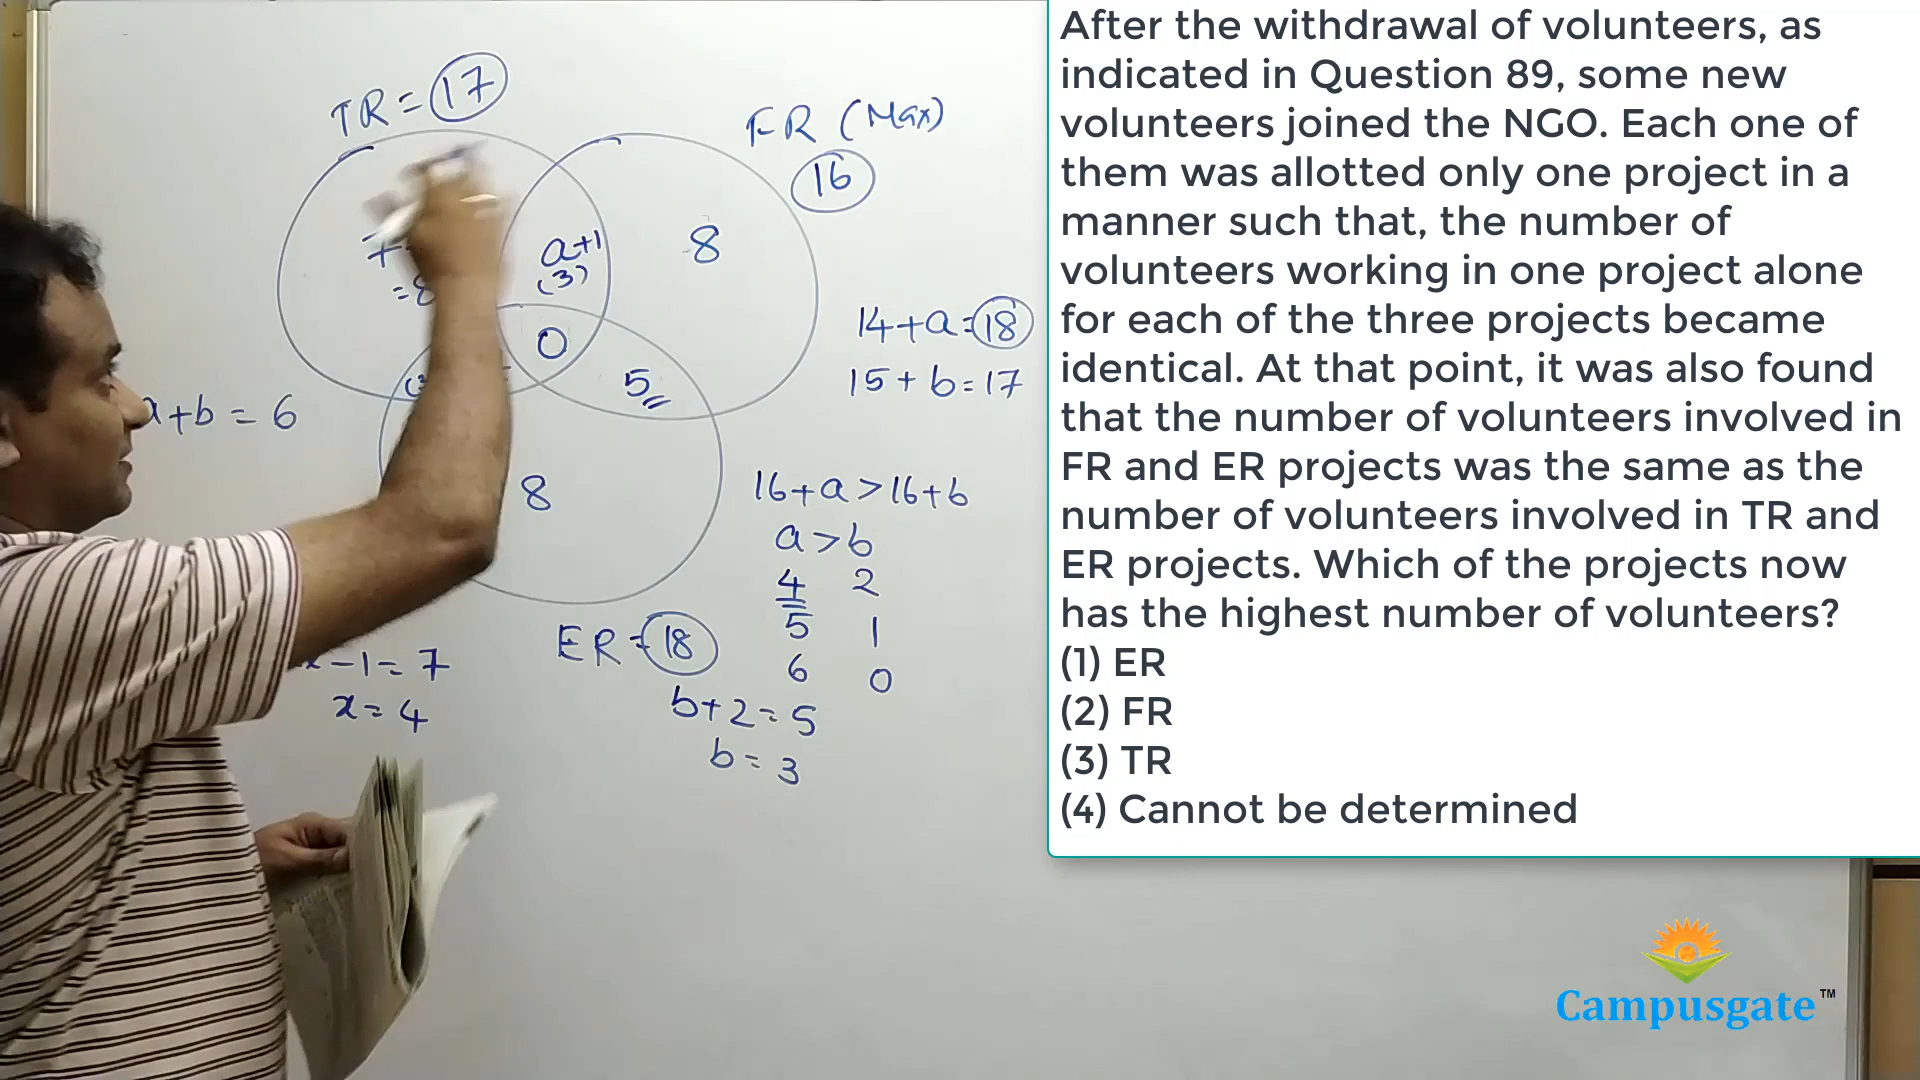 TR = 17
FR (Max)
16
a+1
(3)
8
= 8
0
5
14+a=18
15+b=17
a+b = 6
8
16+a>16+b
a>b
4 2
5 1
6 0
ER = 18
b+2=5
b=3
x-1=7
x=4
After the withdrawal of volunteers, as
indicated in Question 89, some new
volunteers joined the NGO. Each one of
them was allotted only one project in a
manner such that, the number of
volunteers working in one project alone
for each of the three projects became
identical. At that point, it was also found
that the number of volunteers involved in
FR and ER projects was the same as the
number of volunteers involved in TR and
ER projects. Which of the projects now
has the highest number of volunteers?
(1) ER
(2) FR
(3) TR
(4) Cannot be determined
Campusgate™